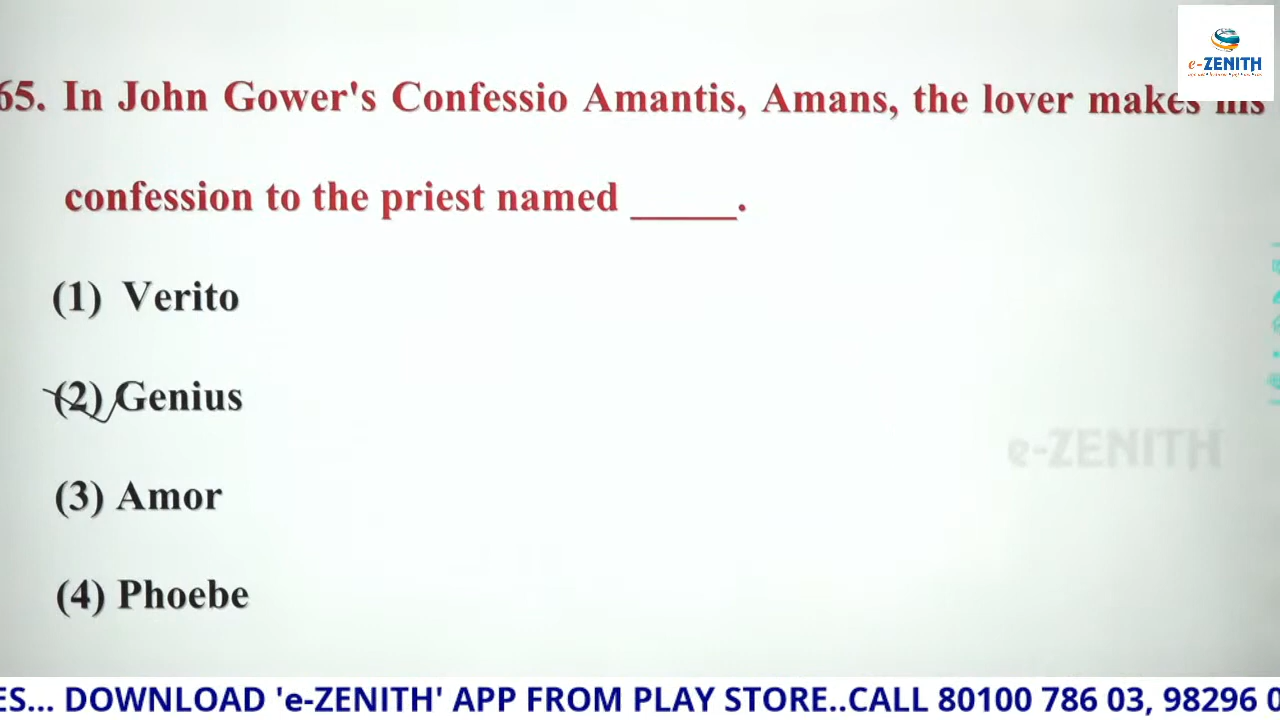 e-ZENITH
65. In John Gower's Confessio Amantis, Amans, the lover makes his
confession to the priest named _____.
(1) Verito
(2) Genius
e-ZENITH
(3) Amor
(4) Phoebe
ES... DOWNLOAD 'e-ZENITH' APP FROM PLAY STORE..CALL 80100 786 03, 98296 0